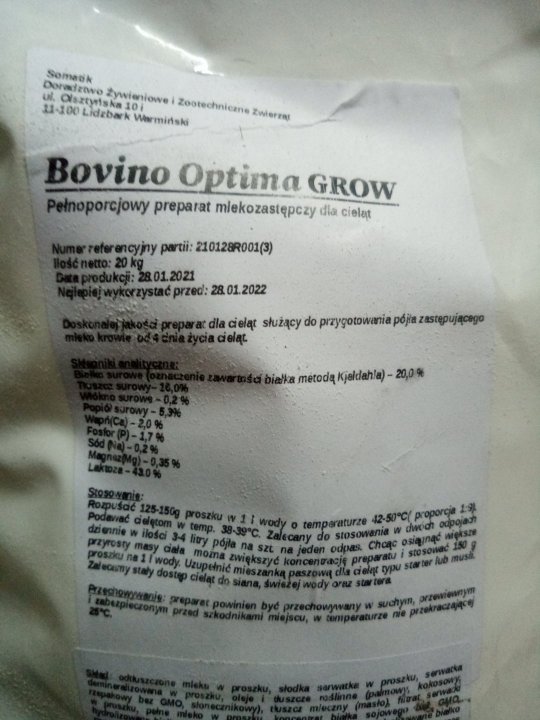 Somatik
Doradztwo Żywieniowe i Zootechniczne Zwierząt
ul. Olsztyńska 10 i
11-100 Lidzbark Warmiński
Bovino Optima GROW
Pełnoporcjowy preparat mlekozastępczy dla cieląt
Numer referencyjny partii: 210128R001(3)
Ilość netto: 20 kg
Data produkcji: 28.01.2021
Najlepiej wykorzystać przed: 28.01.2022
Doskonałej jakości preparat dla cieląt służący do przygotowania pójła zastępującego
mleko krowie od 4 dnia życia cieląt.
Składniki analityczne:
Białko surowe (oznaczenie zawartości białka metodą Kjeldahla) – 20,0 %
Tłuszcz surowy– 16,0%
Włókno surowe – 0,2 %
Popiół surowy – 5,3%
Wapń(Ca) – 2,0 %
Fosfor (P) – 1,7 %
Sód (Na) – 0,2 %
Magnez(Mg) – 0,35 %
Laktoza – 43.0 %
Stosowanie:
Rozpuścić 125-150g proszku w 1 l wody o temperaturze 42-50°C( proporcja 1:9).
Podawać cielętom w temp. 38-39°C. Zalecany do stosowania w dwóch odpojach
dziennie w ilości 3-4 litry pójła na szt. na jeden odpas. Chcąc osiągnąć większe
przyrosty masy ciała można zwiększyć koncentrację preparatu i stosować 150 g
proszku na 1 l wody. Uzupełnić mieszanką paszową dla cieląt typu starter lub musli.
Zalecamy stały dostęp cieląt do siana, świeżej wody oraz startera.
Przechowywanie: preparat powinien być przechowywany w suchym, przewiewnym
i zabezpieczonym przed szkodnikami miejscu, w temperaturze nie przekraczającej
25°C.
Skład: odtłuszczone mleko w proszku, słodka serwatka w proszku, serwatka
demineralizowana w proszku, oleje i tłuszcze roślinne (palmowy, kokosowy,
rzepakowy bez GMO, słonecznikowy), tłuszcz mleczny (masło), filtrat serwatki
w proszku, pełne mleko w proszku, koncentrat białka sojowego bez GMO,